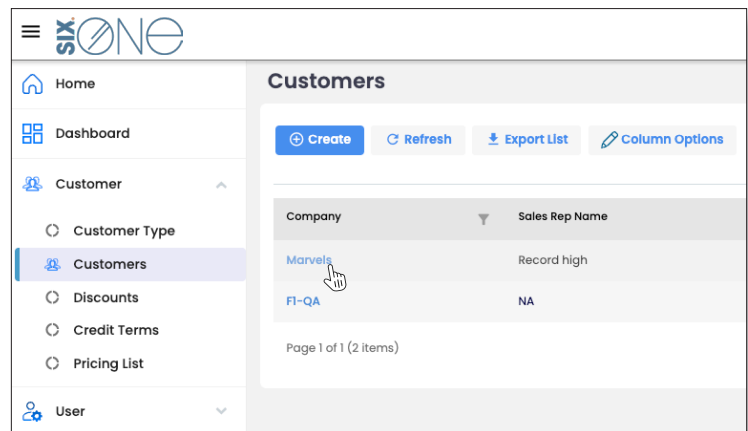 SIX ONE
Home
Dashboard
Customer
Customer Type
Customers
Discounts
Credit Terms
Pricing List
User
Customers
Create Refresh Export List Column Options
Company Sales Rep Name
Marvels Record high
F1-QA NA
Page 1 of 1 (2 items)